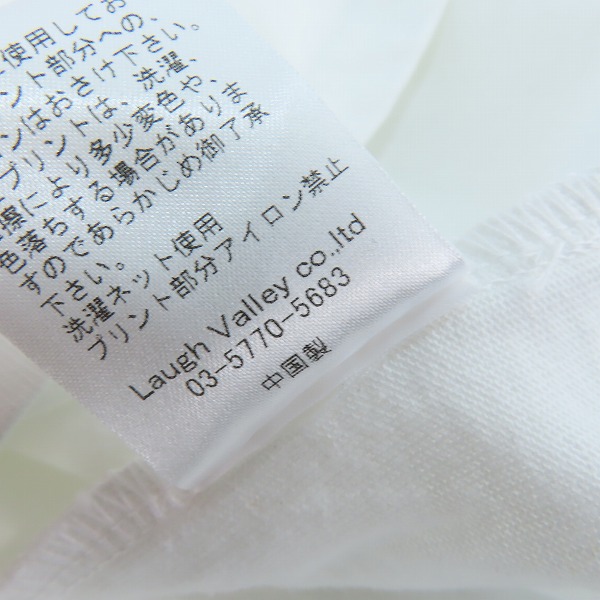 使用してお
ント部分への、
ンはおさけ下さい。
プリントは、洗濯、
擦により多少変色や、
色落ちする場合がありま
すのであらかじめ御了承
下さい。
洗濯ネット使用
プリント部分アイロン禁止
Laugh Valley co.,ltd
03-5770-5683
中国製